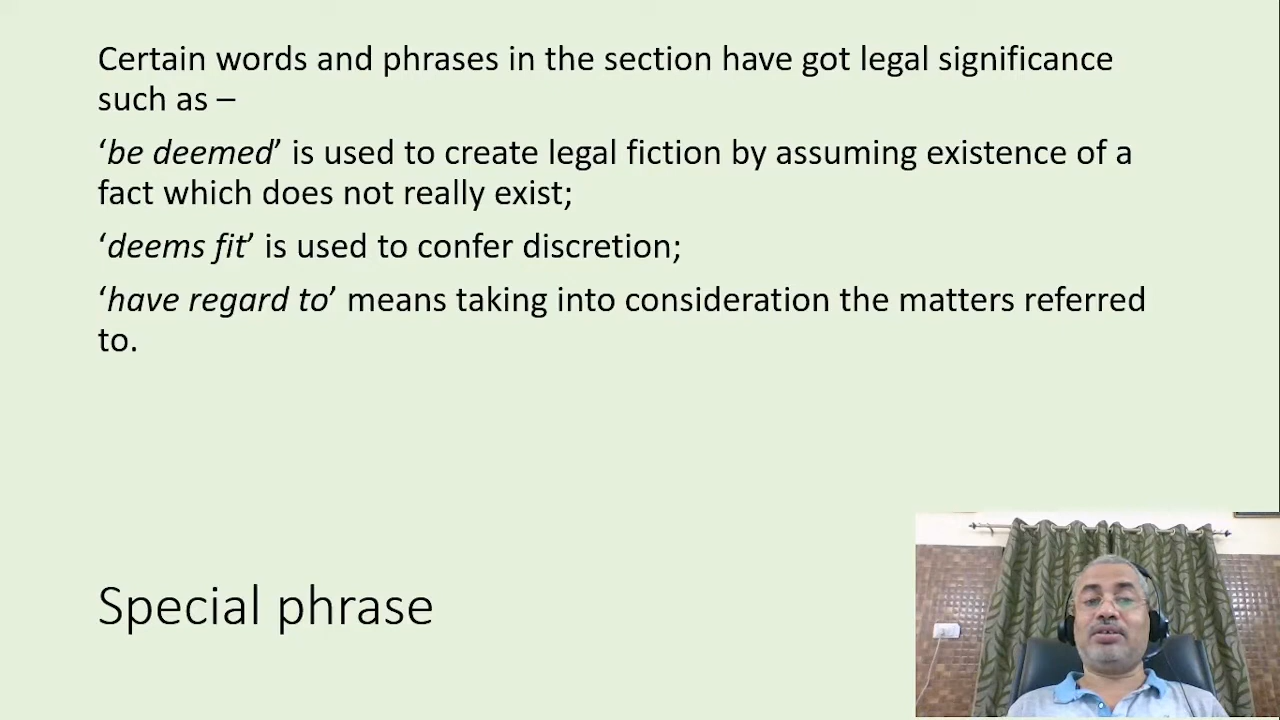 Certain words and phrases in the section have got legal significance
such as –
‘be deemed’ is used to create legal fiction by assuming existence of a
fact which does not really exist;
‘deems fit’ is used to confer discretion;
‘have regard to’ means taking into consideration the matters referred
to.
Special phrase